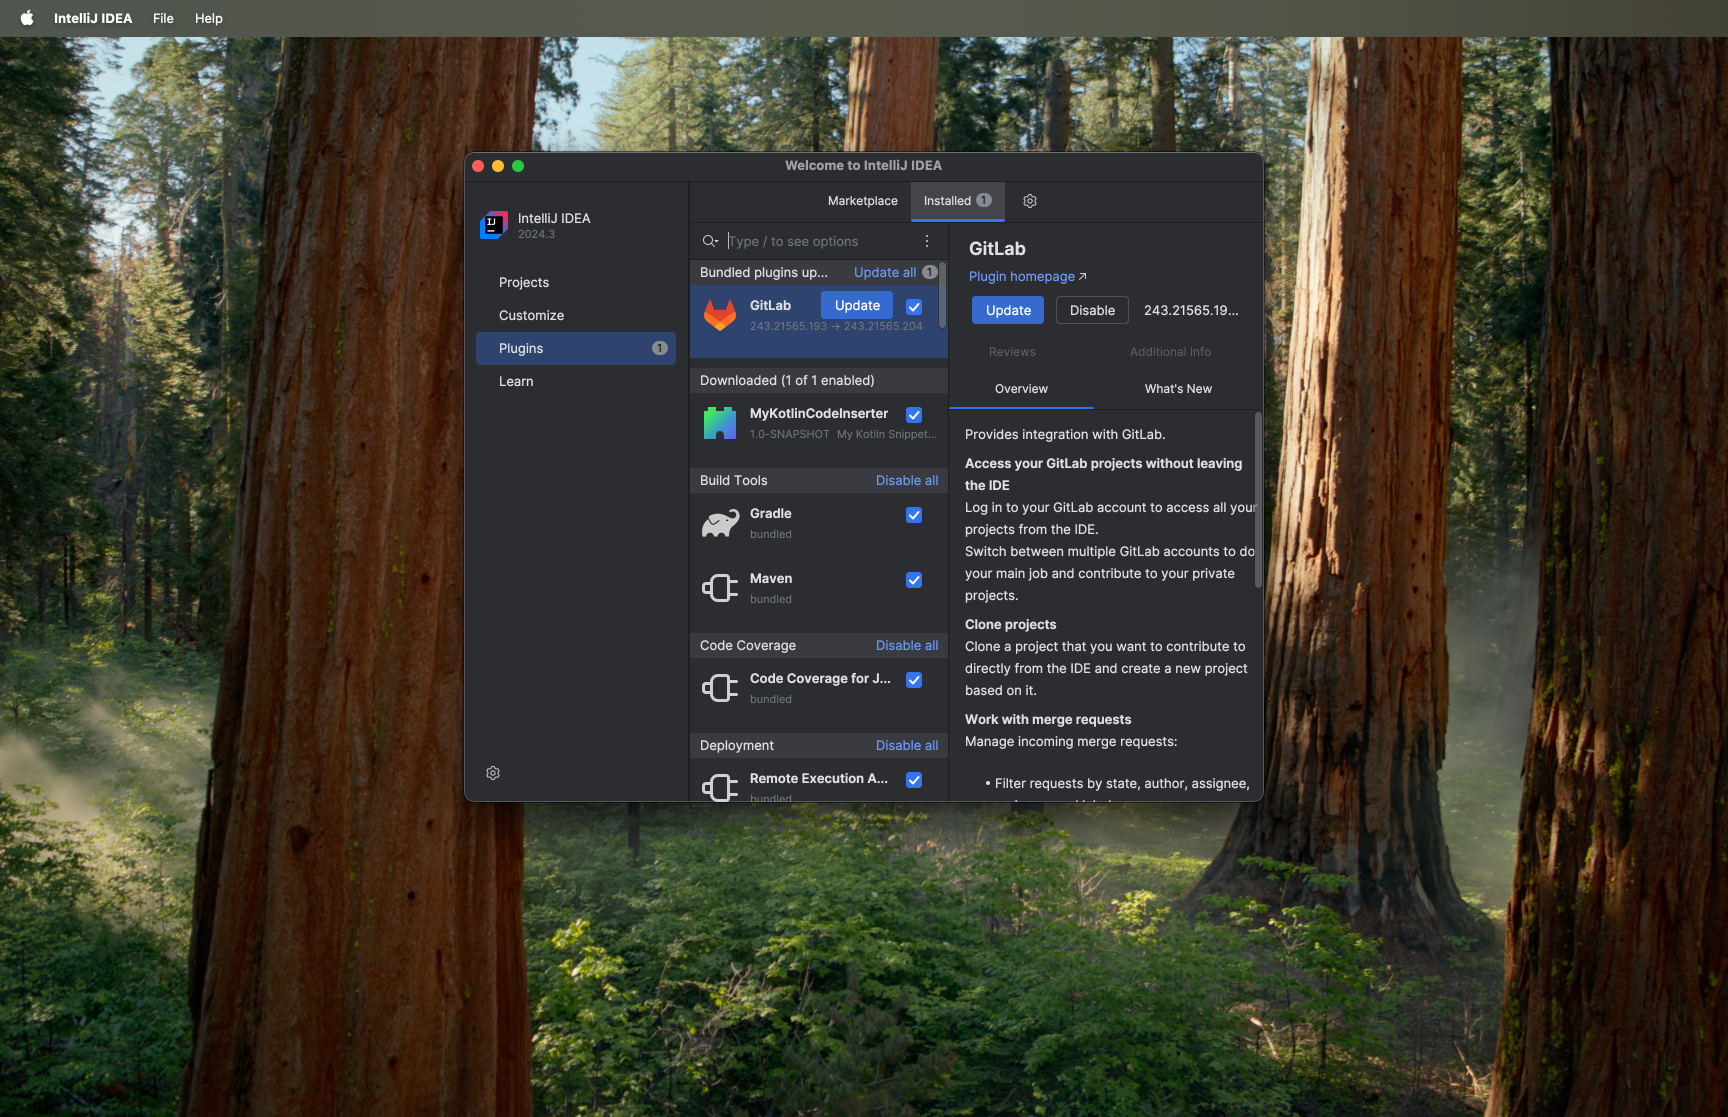 IntelliJ IDEA File Help
Welcome to IntelliJ IDEA
IntelliJ IDEA
2024.3
Projects
Customize
Plugins 1
Learn
Marketplace Installed 1
Type / to see options
Bundled plugins up... Update all 1
GitLab Update
243.21565.193 → 243.21565.204
Downloaded (1 of 1 enabled)
MyKotlinCodeInserter
1.0-SNAPSHOT My Kotlin Snippet...
Build Tools Disable all
Gradle
bundled
Maven
bundled
Code Coverage Disable all
Code Coverage for J...
bundled
Deployment Disable all
Remote Execution A...
bundled
GitLab
Plugin homepage ↗
Update Disable 243.21565.19...
Reviews Additional Info
Overview What's New
Provides integration with GitLab.
Access your GitLab projects without leaving
the IDE
Log in to your GitLab account to access all your
projects from the IDE.
Switch between multiple GitLab accounts to do
your main job and contribute to your private
projects.
Clone projects
Clone a project that you want to contribute to
directly from the IDE and create a new project
based on it.
Work with merge requests
Manage incoming merge requests:
• Filter requests by state, author, assignee,